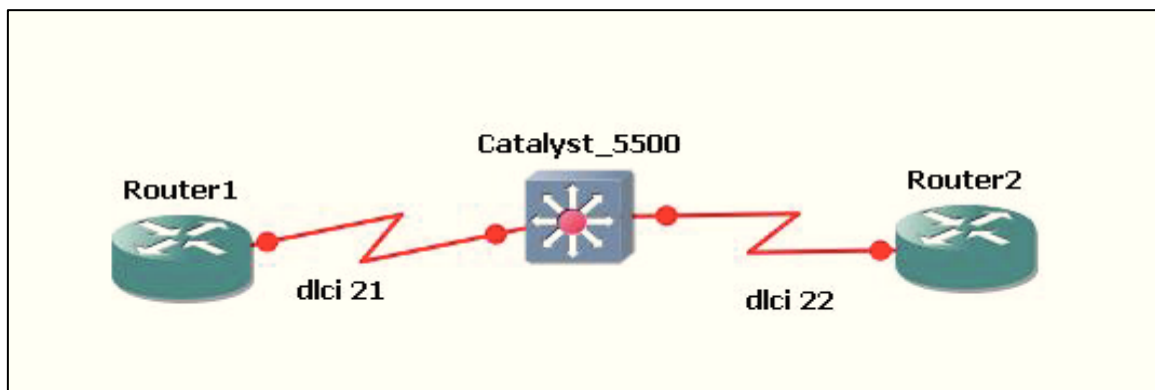 Catalyst_5500
Router1
Router2
dlci 21
dlci 22